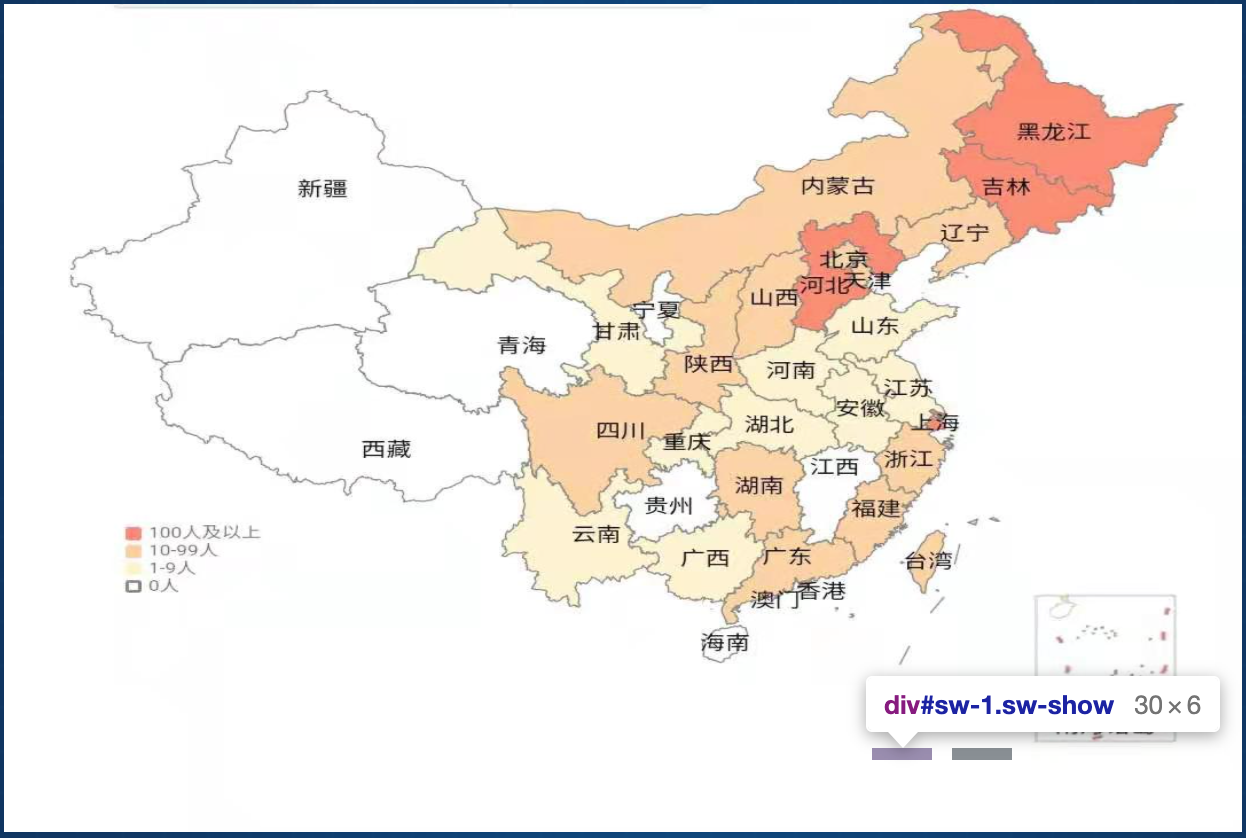 黑龙江
内蒙古
吉林
新疆
辽宁
北京
河北
天津
山西
宁夏
甘肃
山东
青海
陕西
河南
江苏
安徽
上海
湖北
四川
重庆
西藏
江西
浙江
湖南
贵州
福建
云南
广西
广东
台湾
澳门
香港
海南
100人及以上
10-99人
1-9人
0人
div#sw-1.sw-show 30×6